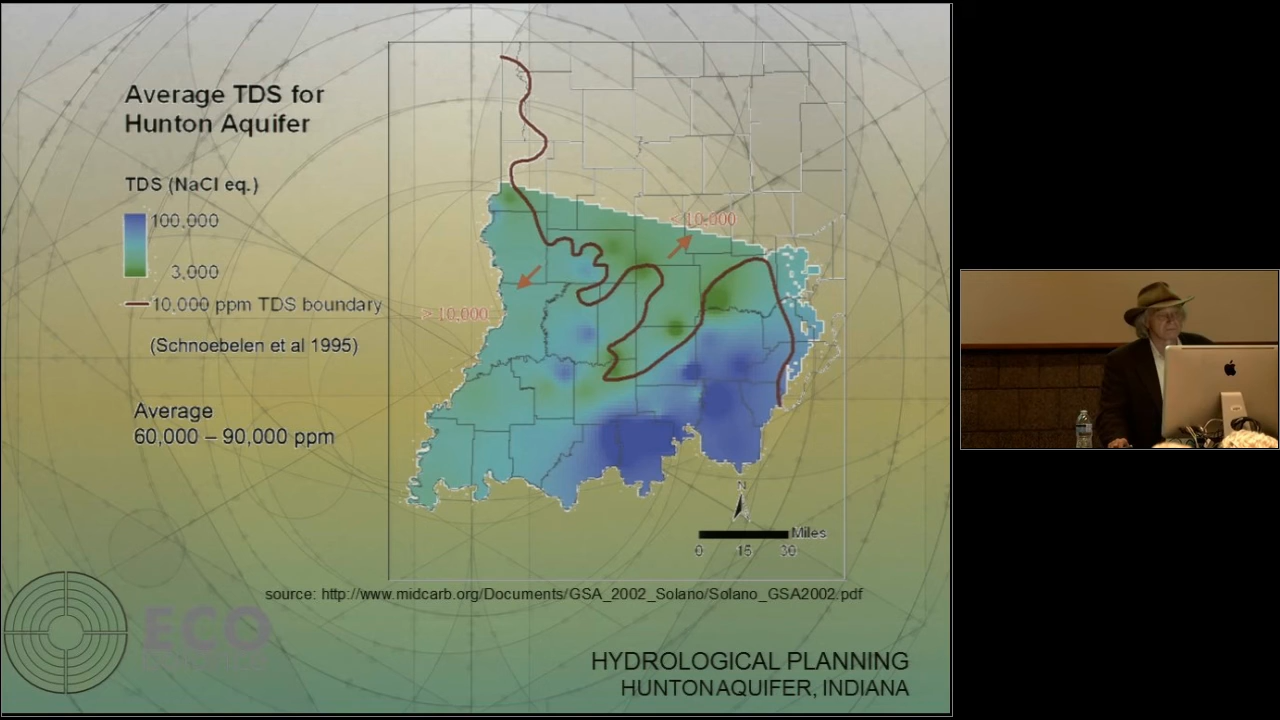 Average TDS for
Hunton Aquifer
TDS (NaCl eq.)
100,000
3,000
10,000 ppm TDS boundary
(Schnoebelen et al 1995)
Average
60,000 – 90,000 ppm
< 10,000
> 10,000
N
Miles
0 15 30
source: http://www.midcarb.org/Documents/GSA_2002_Solano/Solano_GSA2002.pdf
ECO
HYDROLOGICAL PLANNING
HUNTON AQUIFER, INDIANA